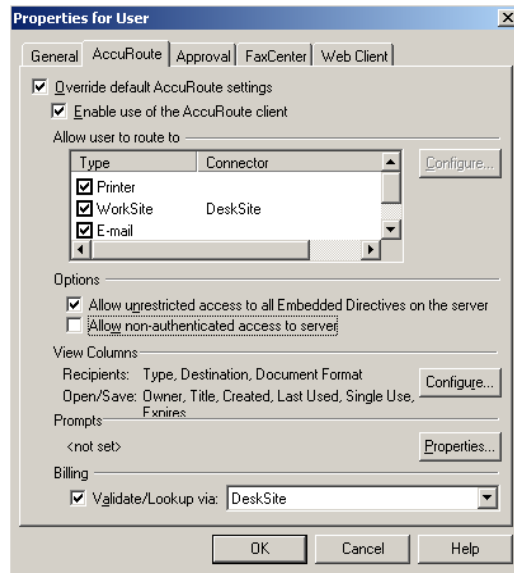 Properties for User
General AccuRoute Approval FaxCenter Web Client
Override default AccuRoute settings
Enable use of the AccuRoute client
Allow user to route to
Type Connector
Configure...
Printer
WorkSite DeskSite
E-mail
Options
Allow unrestricted access to all Embedded Directives on the server
Allow non-authenticated access to server
View Columns
Recipients: Type, Destination, Document Format
Configure...
Open/Save: Owner, Title, Created, Last Used, Single Use,
Expires
Prompts
<not set>
Properties...
Billing
Validate/Lookup via: DeskSite
OK Cancel Help